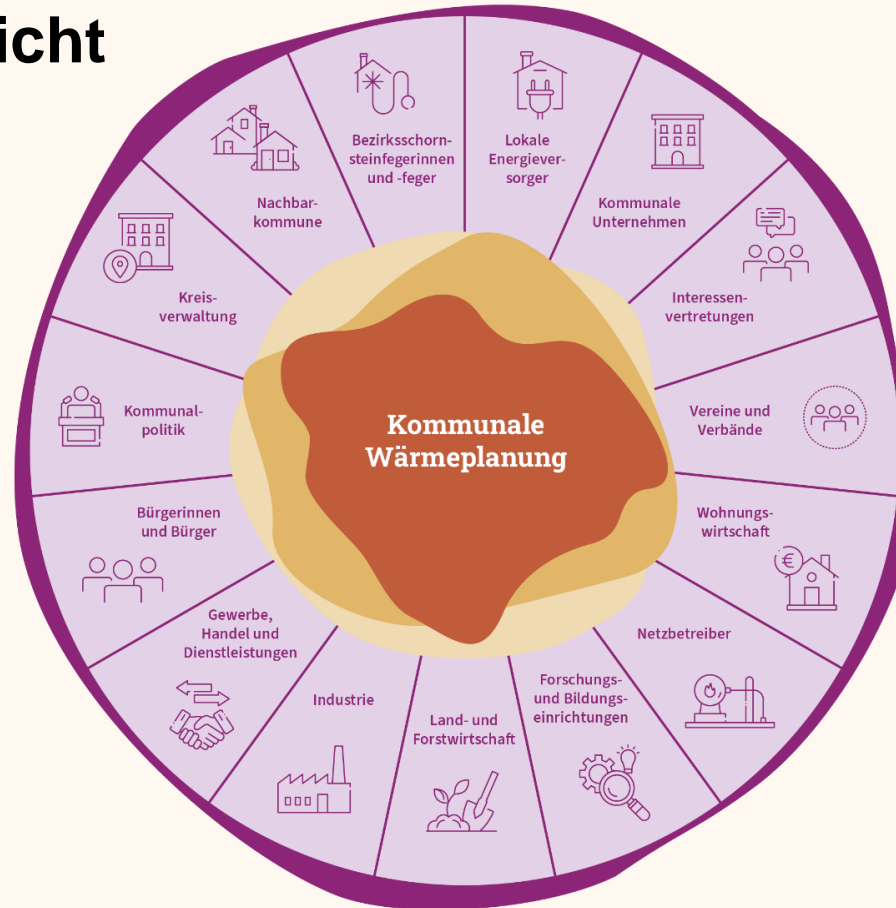 icht
Bezirksschorn-
steinfegerinnen
und -feger
Lokale
Energiever-
sorger
Kommunale
Unternehmen
Interessen-
vertretungen
Vereine und
Verbände
Wohnungs-
wirtschaft
€
Netzbetreiber
Forschungs-
und Bildungs-
einrichtungen
Land- und
Forstwirtschaft
Industrie
Gewerbe,
Handel und
Dienstleistungen
Bürgerinnen
und Bürger
Kommunal-
politik
Kreis-
verwaltung
Nachbar-
kommune
Kommunale
Wärmeplanung